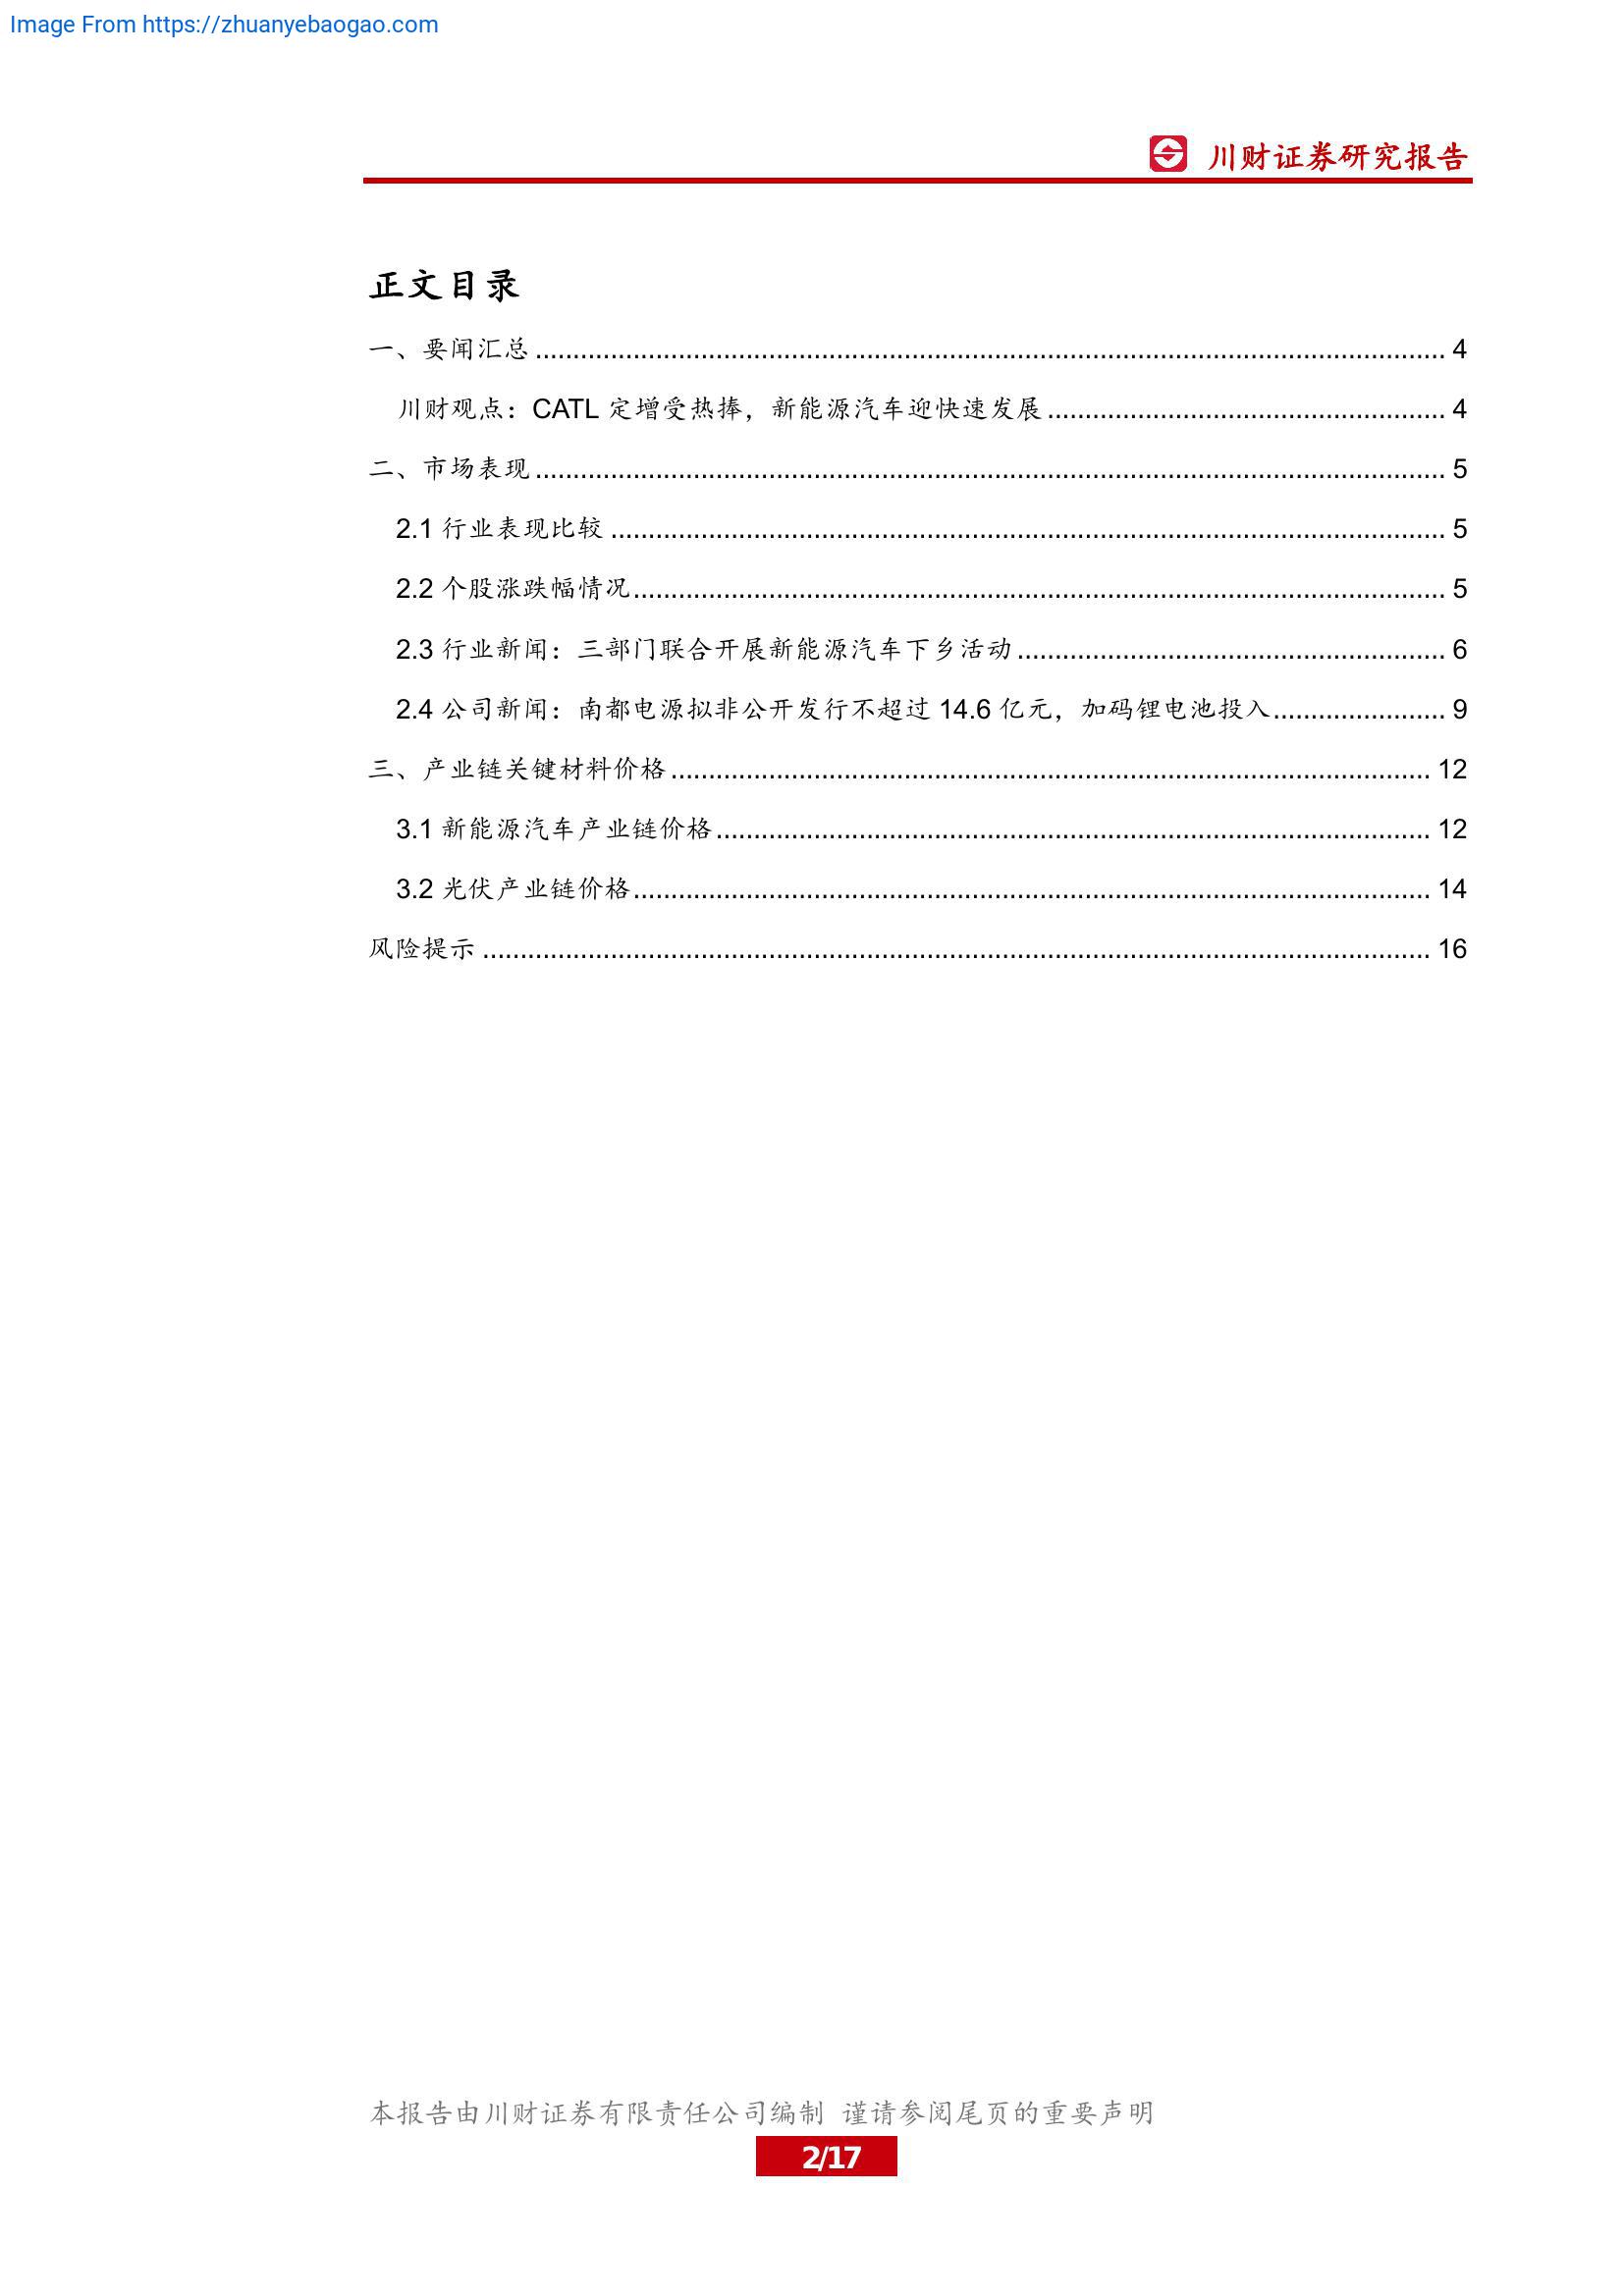 Image From https://zhuanyebaogao.com
川财证券研究报告
正文目录
一、要闻汇总 4
川财观点：CATL 定增受热捧，新能源汽车迎快速发展 4
二、市场表现 5
2.1 行业表现比较 5
2.2 个股涨跌幅情况 5
2.3 行业新闻：三部门联合开展新能源汽车下乡活动 6
2.4 公司新闻：南都电源拟非公开发行不超过 14.6 亿元，加码锂电池投入 9
三、产业链关键材料价格 12
3.1 新能源汽车产业链价格 12
3.2 光伏产业链价格 14
风险提示 16
本报告由川财证券有限责任公司编制 谨请参阅尾页的重要声明
2/17